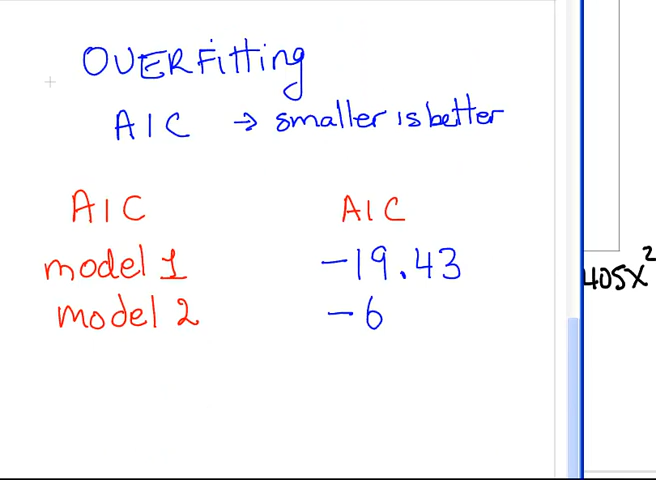 OVERFitting
AIC → smaller is better
AIC AIC
model 1 -19.43
model 2 -6
405X²